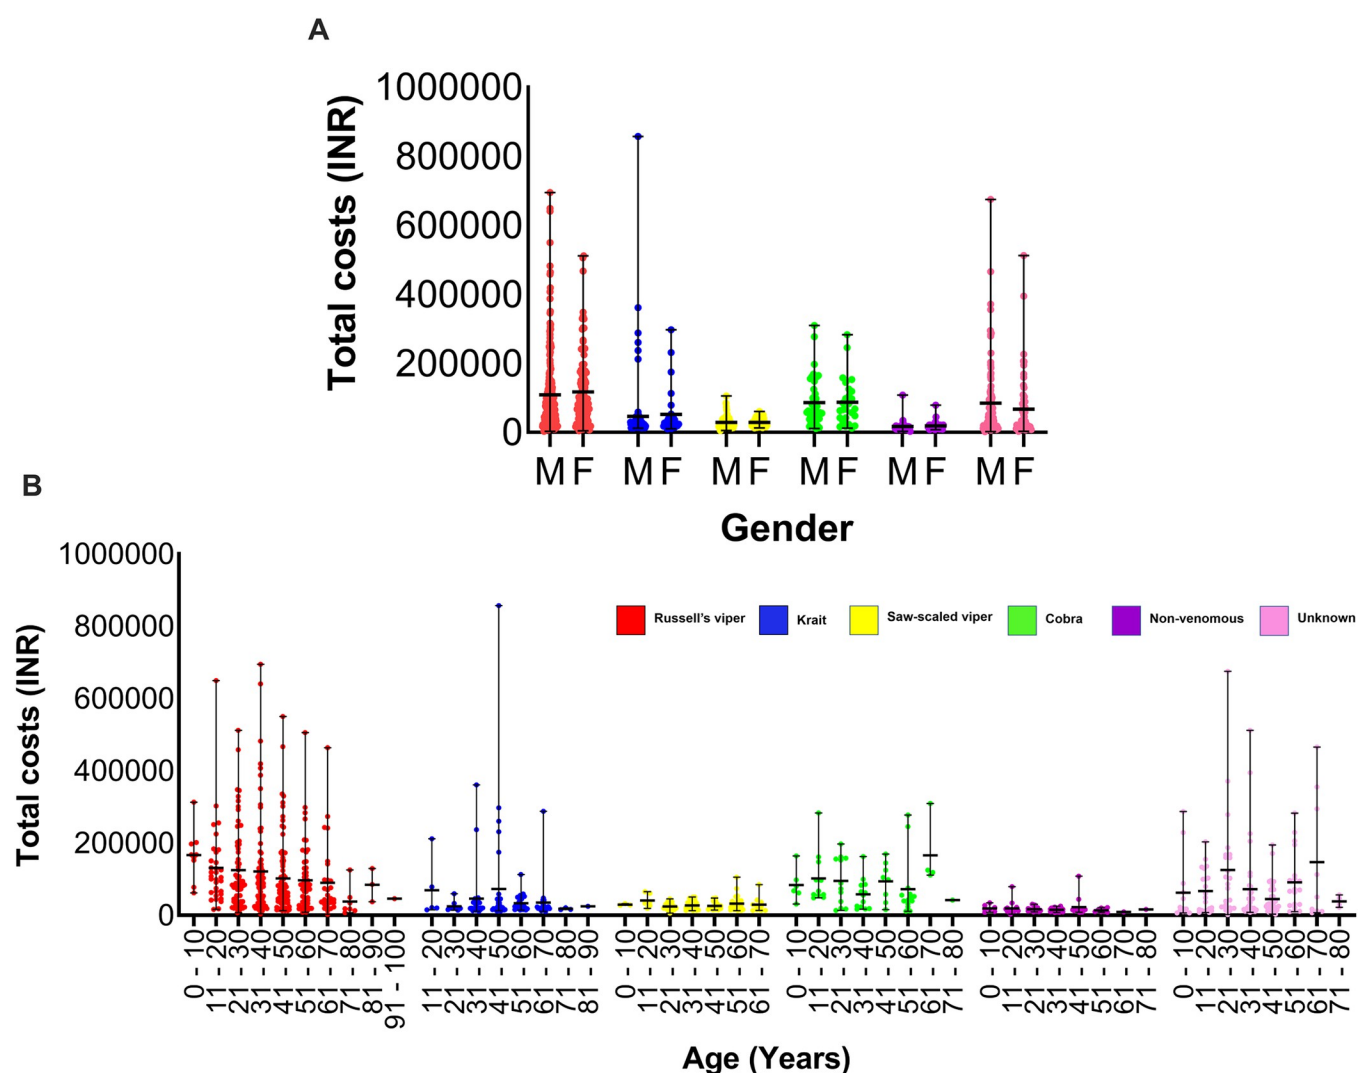 A
1000000
800000
600000
400000
200000
0
Total costs (INR)
M F M F M F M F M F M F
Gender
B
1000000
800000
600000
400000
200000
0
Total costs (INR)
Russell's viper Krait Saw-scaled viper Cobra Non-venomous Unknown
0 - 10 11 - 20 21 - 30 31 - 40 41 - 50 51 - 60 61 - 70 71 - 80 81 - 90 91 - 100
11 - 20 21 - 30 31 - 40 41 - 50 51 - 60 61 - 70 71 - 80 81 - 90
0 - 10 11 - 20 21 - 30 31 - 40 41 - 50 51 - 60 61 - 70
0 - 10 11 - 20 21 - 30 31 - 40 41 - 50 51 - 60 61 - 70 71 - 80
0 - 10 11 - 20 21 - 30 31 - 40 41 - 50 51 - 60 61 - 70 71 - 80
0 - 10 11 - 20 21 - 30 31 - 40 41 - 50 51 - 60 61 - 70 71 - 80
Age (Years)